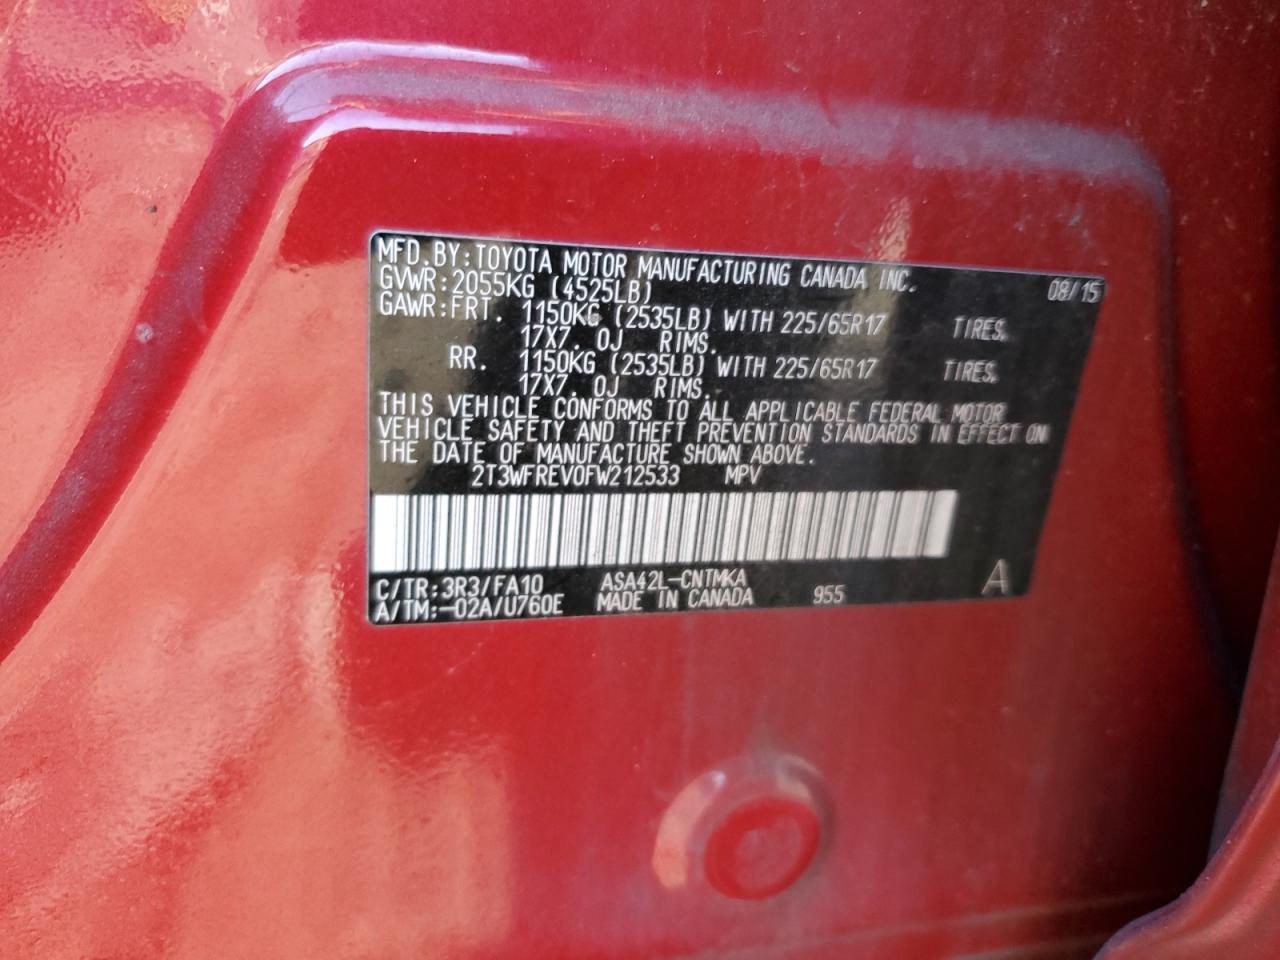 MFD.BY:TOYOTA MOTOR MANUFACTURING CANADA INC.
GVWR:2055KG (4525LB) 08/15
GAWR:FRT. 1150KG (2535LB) WITH 225/65R17 TIRES,
17X7.0J RIMS.
RR. 1150KG (2535LB) WITH 225/65R17 TIRES,
17X7.0J RIMS.
THIS VEHICLE CONFORMS TO ALL APPLICABLE FEDERAL MOTOR
VEHICLE SAFETY AND THEFT PREVENTION STANDARDS IN EFFECT ON
THE DATE OF MANUFACTURE SHOWN ABOVE.
2T3WFREV0FW212533 MPV
C/TR:3R3/FA10 ASA42L-CNTMKA
A/TM:-02A/U760E MADE IN CANADA 955 A